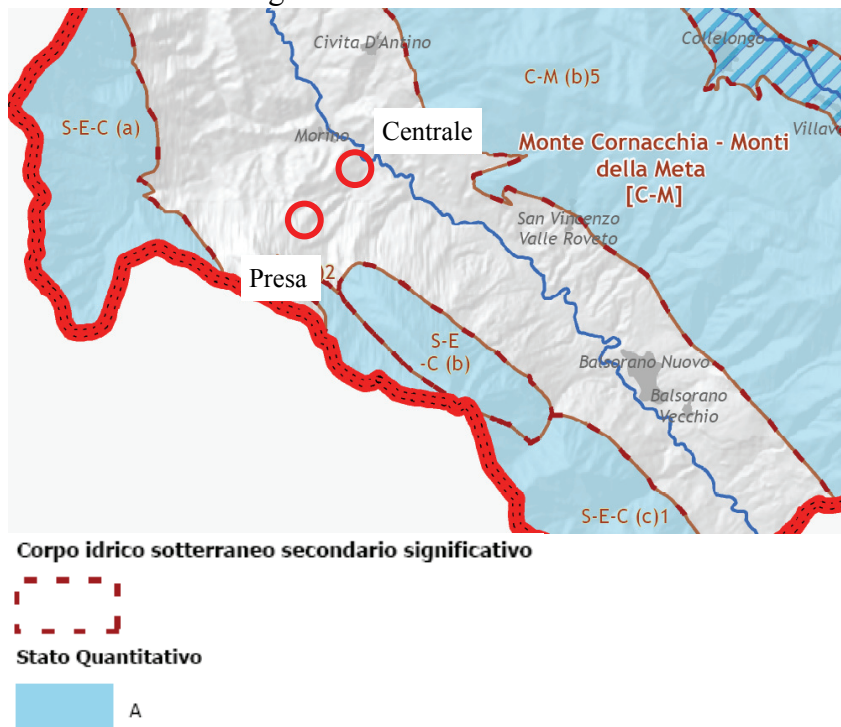 Civita D'Antino
Collelongo
C-M (b)5
S-E-C (a)
Centrale
Morino
Villav
Monte Cornacchia - Monti
della Meta
[C-M]
San Vincenzo
Valle Roveto
Presa
)2
S-E
-C (b)
Balsorano Nuovo
Balsorano
Vecchio
S-E-C (c)1
Corpo idrico sotterraneo secondario significativo
Stato Quantitativo
A